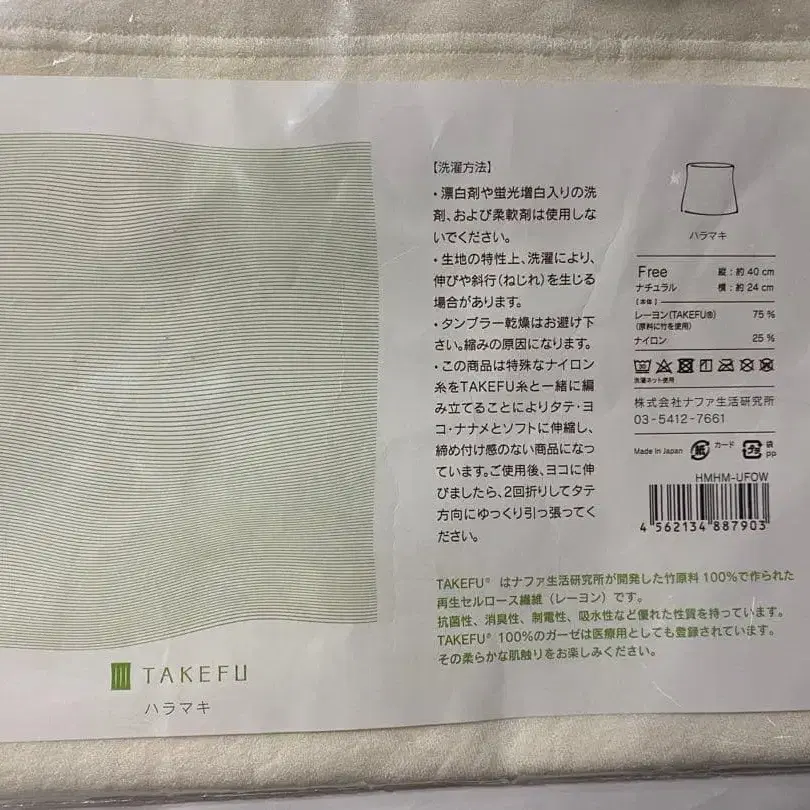 【洗濯方法】
・漂白剤や蛍光増白入りの洗
剤、および柔軟剤は使用しな
いでください。
・生地の特性上、洗濯により、
伸びや斜行(ねじれ)を生じる
場合があります。
・タンブラー乾燥はお避け下
さい。縮みの原因になります。
・この商品は特殊なナイロン
糸をTAKEFU糸と一緒に編
み立てることによりタテ・ヨ
コ・ナナメとソフトに伸縮し、
締め付け感のない商品になっ
ています。ご使用後、ヨコに伸
びましたら、2回折りしてタテ
方向にゆっくり引っ張ってく
ださい。
ハラマキ
Free 縦:約40cm
ナチュラル 横:約24cm
【本体】
レーヨン(TAKEFU®) 75%
(原料に竹を使用)
ナイロン 25%
洗濯ネット使用
株式会社ナファ生活研究所
03-5412-7661
Made in Japan 紙 カード プラ 袋 PP
HMHM-UFOW
4 562134 887903
TAKEFU® はナファ生活研究所が開発した竹原料100%で作られた
再生セルロース繊維(レーヨン)です。
抗菌性、消臭性、制電性、吸水性など優れた性質を持っています。
TAKEFU® 100%のガーゼは医療用としても登録されています。
その柔らかな肌触りをお楽しみください。
TAKEFU
ハラマキ